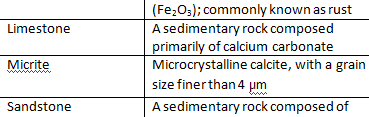 (Fe₂O₃); commonly known as rust
Limestone A sedimentary rock composed
primarily of calcium carbonate
Micrite Microcrystalline calcite, with a grain
size finer than 4 µm
Sandstone A sedimentary rock composed of